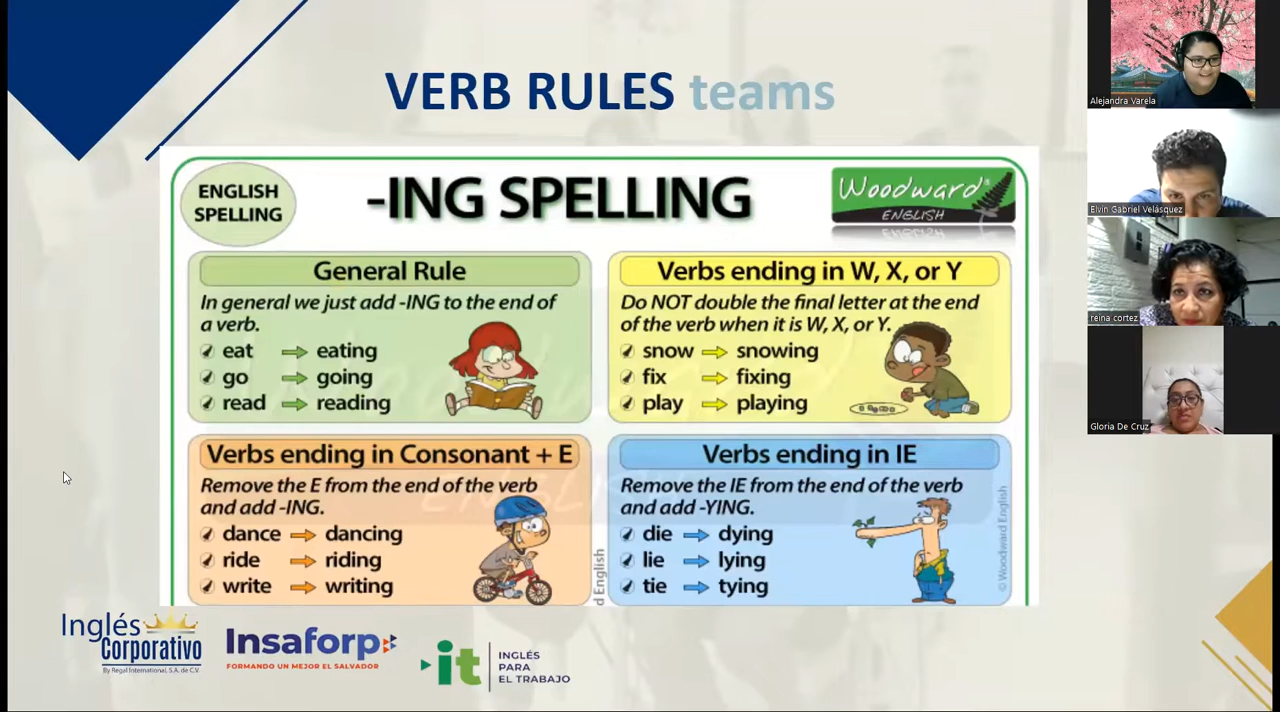 VERB RULES teams
ENGLISH
SPELLING
-ING SPELLING
Woodward®
ENGLISH
General Rule
In general we just add -ING to the end of
a verb.
eat eating
go going
read reading
Verbs ending in W, X, or Y
Do NOT double the final letter at the end
of the verb when it is W, X, or Y.
snow snowing
fix fixing
play playing
Verbs ending in Consonant + E
Remove the E from the end of the verb
and add -ING.
dance dancing
ride riding
write writing
d English
Verbs ending in IE
Remove the IE from the end of the verb
and add -YING.
die dying
lie lying
tie tying
© Woodward English
Inglés
Corporativo
By Regal International, S.A. de C.V.
Insaforp
FORMANDO UN MEJOR EL SALVADOR
it
INGLÉS
PARA
EL TRABAJO
Alejandra Varela
Elvin Gabriel Velásquez
reina cortez
Gloria De Cruz